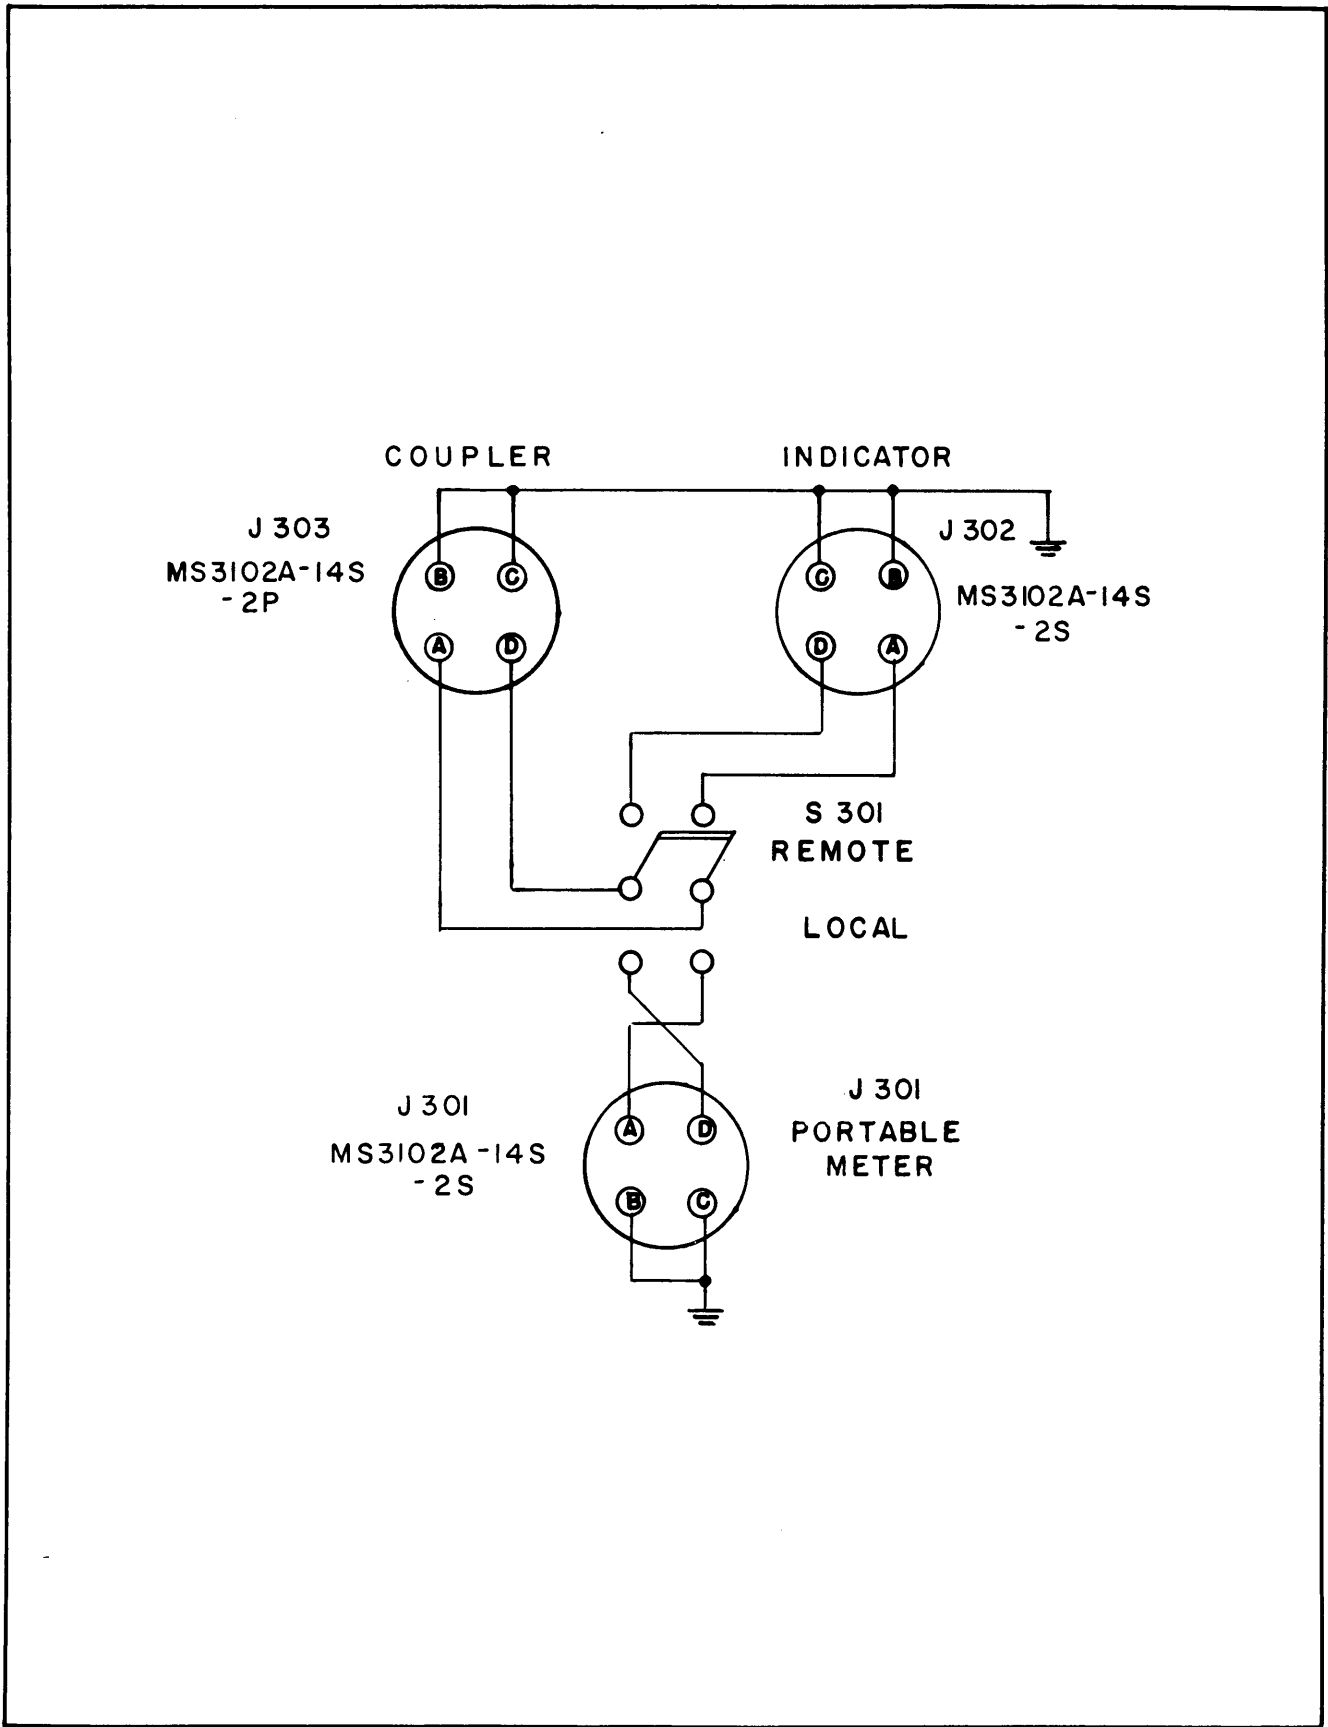 COUPLER
INDICATOR
J 303
MS3102A-14S
-2P
J 302
MS3102A-14S
-2S
B
C
A
D
C
B
D
A
S 301
REMOTE
LOCAL
J 301
MS3102A-14S
-2S
A
D
B
C
J 301
PORTABLE
METER